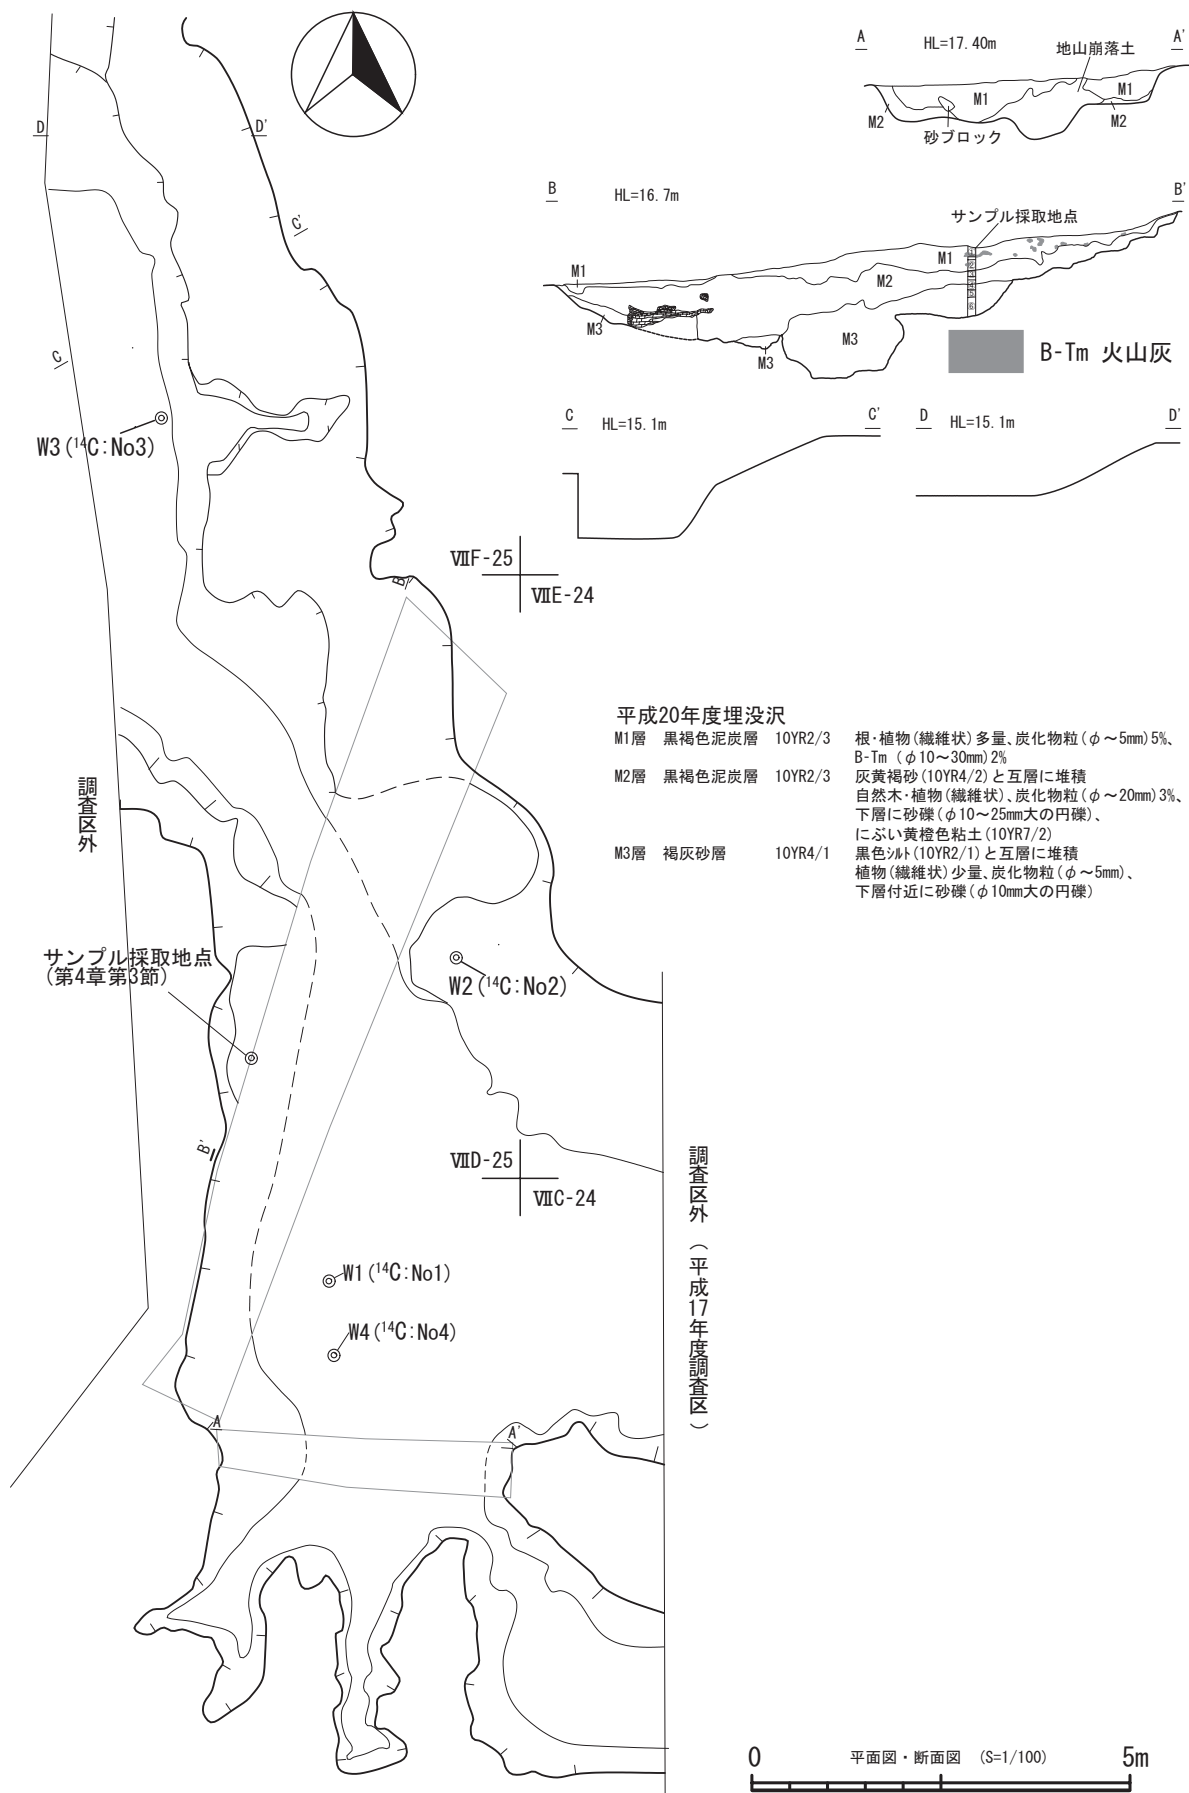 A
HL=17.40m
A'
地山崩落土
M1
M1
M2
M2
砂ブロック
B
HL=16.7m
B'
サンプル採取地点
M1
M1
M2
M3
M3
M3
1
2
3
4
5
6
B-Tm 火山灰
C
HL=15.1m
C'
D
HL=15.1m
D'
D
D'
C'
C
W3(¹⁴C:No3)
ⅦF-25
ⅦE-24
B
平成20年度埋没沢
M1層 黒褐色泥炭層 10YR2/3 根・植物(繊維状)多量、炭化物粒(φ～5mm)5%、
B-Tm (φ10～30mm)2%
M2層 黒褐色泥炭層 10YR2/3 灰黄褐砂(10YR4/2)と互層に堆積
自然木・植物(繊維状)、炭化物粒(φ～20mm)3%、
下層に砂礫(φ10～25mm大の円礫)、
にぶい黄橙色粘土(10YR7/2)
M3層 褐灰砂層 10YR4/1 黒色ｼﾙﾄ(10YR2/1)と互層に堆積
植物(繊維状)少量、炭化物粒(φ～5mm)、
下層付近に砂礫(φ10mm大の円礫)
調査区外
サンプル採取地点
(第4章第3節)
W2(¹⁴C:No2)
B'
ⅦD-25
ⅦC-24
調査区外（平成17年度調査区）
W1(¹⁴C:No1)
W4(¹⁴C:No4)
A
A'
0
平面図・断面図 (S=1/100)
5m